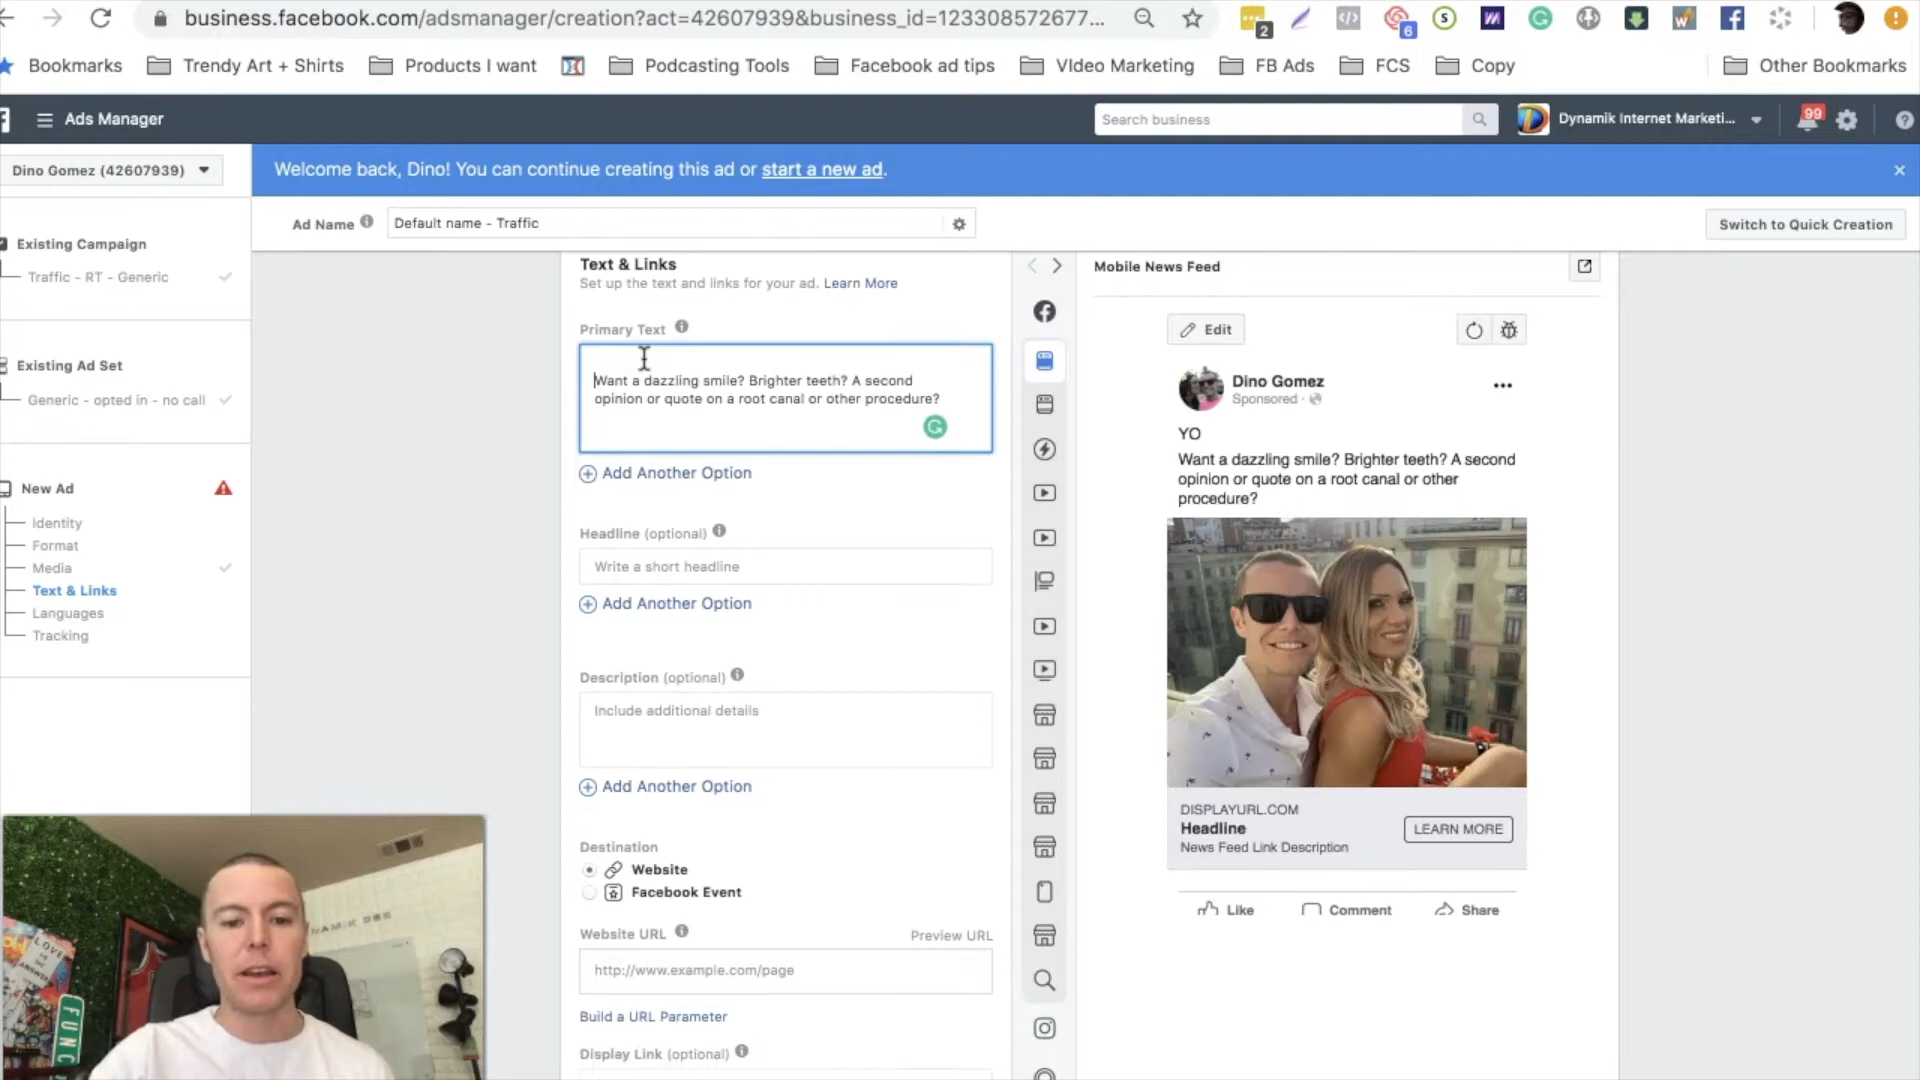 business.facebook.com/adsmanager/creation?act=42607939&business_id=123308572677...
2
6
Bookmarks
Trendy Art + Shirts
Products I want
Podcasting Tools
Facebook ad tips
VIdeo Marketing
FB Ads
FCS
Copy
Other Bookmarks
Ads Manager
Search business
Dynamik Internet Marketi...
99
Dino Gomez (42607939)
Welcome back, Dino! You can continue creating this ad or start a new ad.
Ad Name
Default name - Traffic
Switch to Quick Creation
Existing Campaign
Traffic - RT - Generic
Existing Ad Set
Generic - opted in - no call
New Ad
Identity
Format
Media
Text & Links
Languages
Tracking
Text & Links
Set up the text and links for your ad. Learn More
Primary Text
Want a dazzling smile? Brighter teeth? A second
opinion or quote on a root canal or other procedure?
Add Another Option
Headline (optional)
Write a short headline
Add Another Option
Description (optional)
Include additional details
Add Another Option
Destination
Website
Facebook Event
Website URL
Preview URL
http://www.example.com/page
Build a URL Parameter
Display Link (optional)
Mobile News Feed
Edit
Dino Gomez
Sponsored ·
YO
Want a dazzling smile? Brighter teeth? A second
opinion or quote on a root canal or other
procedure?
DISPLAYURL.COM
Headline
News Feed Link Description
LEARN MORE
Like
Comment
Share
LOVE
IS THE
ANSWER
FUNC